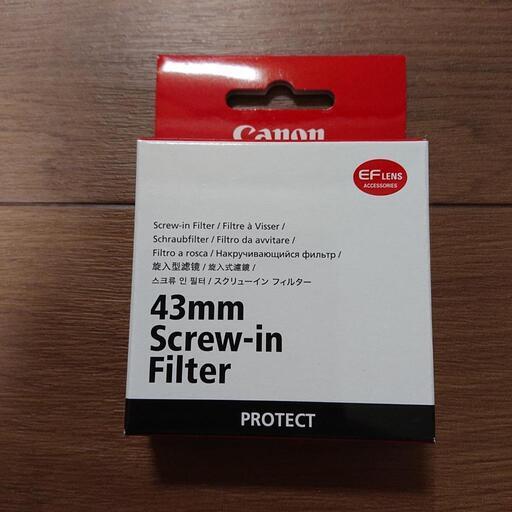 Canon
EF LENS
ACCESSORIES
Screw-in Filter / Filtre à Visser /
Schraubfilter / Filtro da avvitare /
Filtro a rosca / Накручивающийся фильтр /
旋入型滤镜 / 旋入式濾鏡 /
스크류 인 필터 / スクリューイン フィルター
43mm
Screw-in
Filter
PROTECT